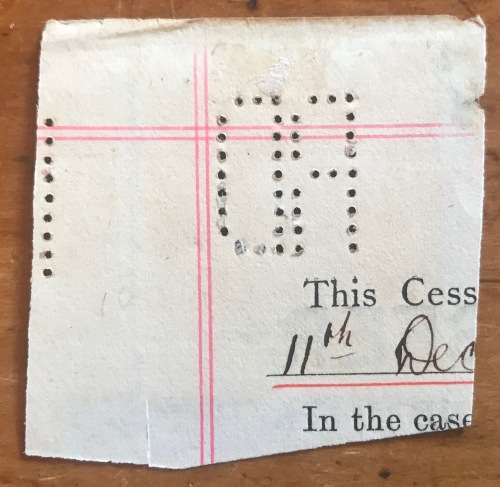 This Cess
11th Dec
In the case